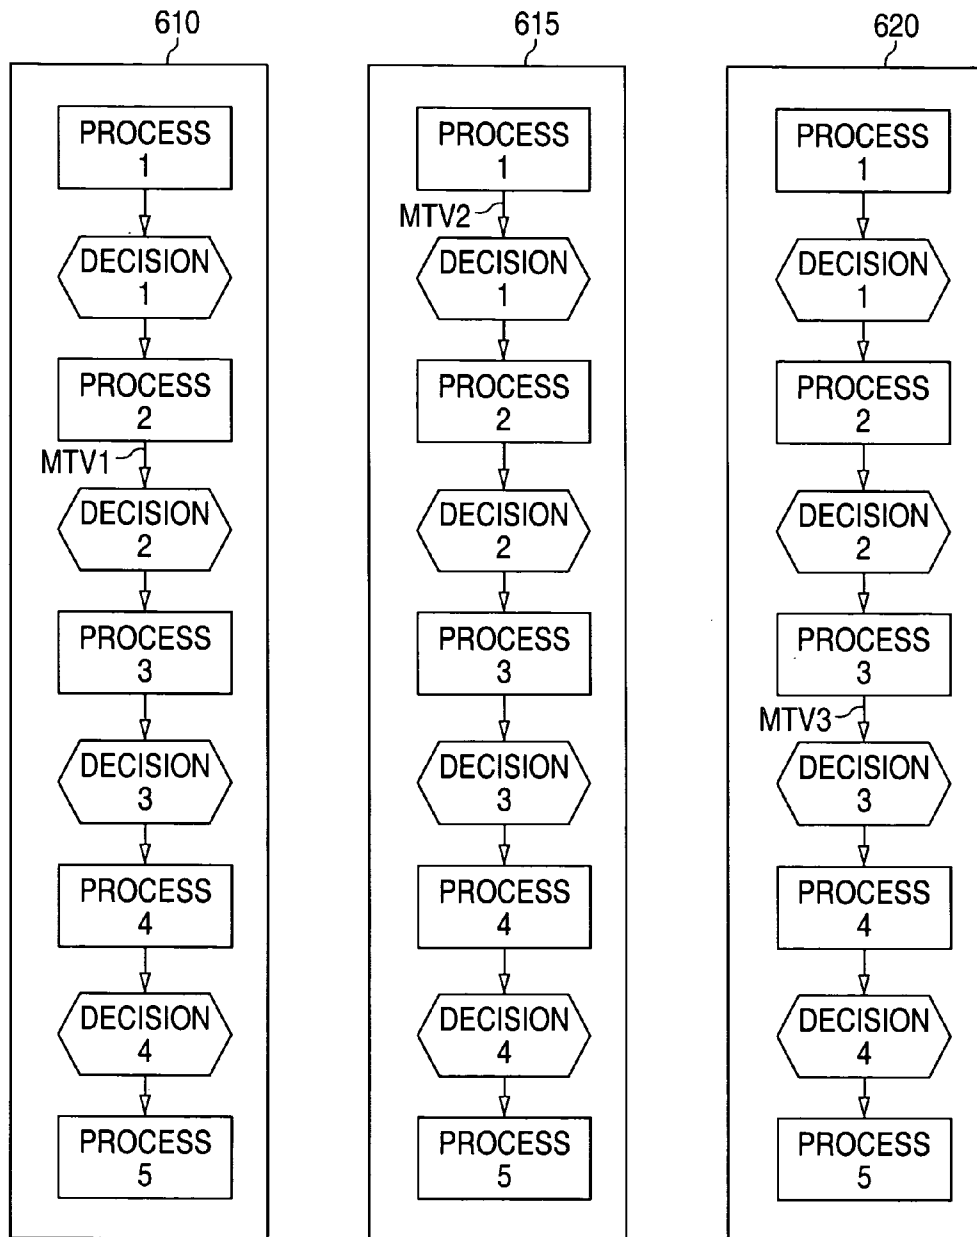 610
PROCESS
1
DECISION
1
PROCESS
2
MTV1
DECISION
2
PROCESS
3
DECISION
3
PROCESS
4
DECISION
4
PROCESS
5
615
PROCESS
1
MTV2
DECISION
1
PROCESS
2
DECISION
2
PROCESS
3
DECISION
3
PROCESS
4
DECISION
4
PROCESS
5
620
PROCESS
1
DECISION
1
PROCESS
2
DECISION
2
PROCESS
3
MTV3
DECISION
3
PROCESS
4
DECISION
4
PROCESS
5